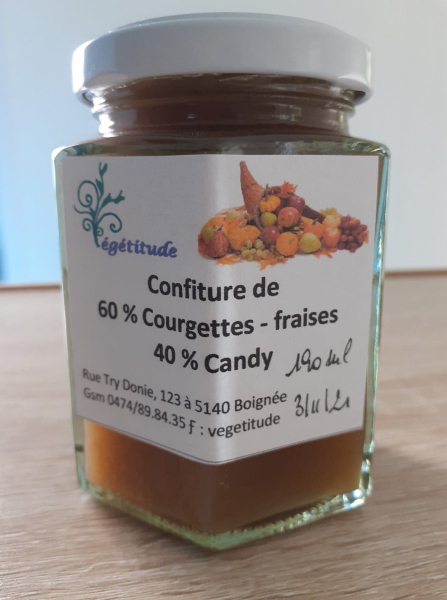 Végétitude
Confiture de
60 % Courgettes - fraises
40 % Candy 190 ml
Rue Try Donie, 123 à 5140 Boignée
Gsm 0474/89.84.35 f : vegetitude 3/11/21